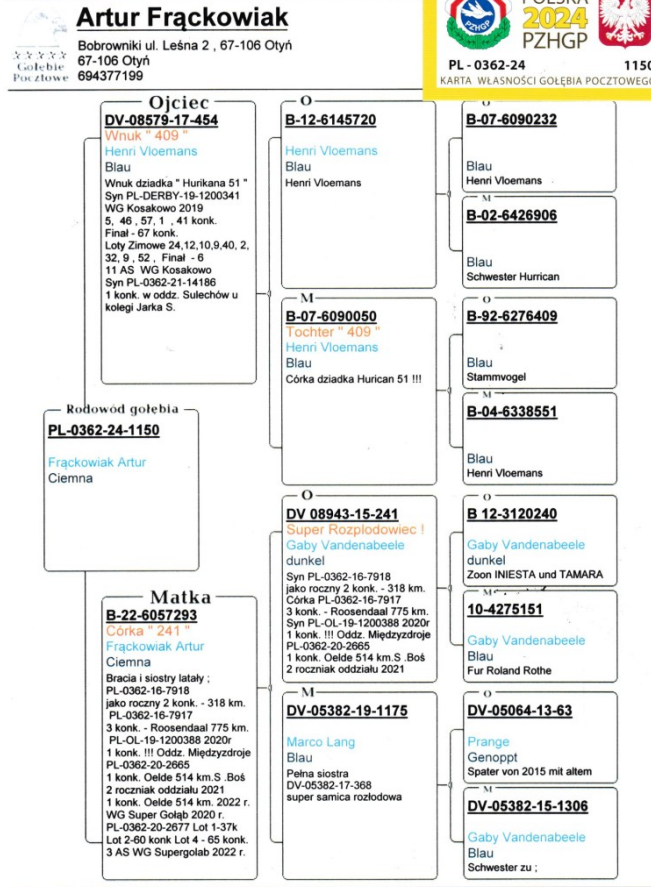 Artur Frąckowiak
Bobrowniki ul. Leśna 2 , 67-106 Otyń
67-106 Otyń
694377199
Gołębie
Pocztowe
POLSKA
2024
PZHGP
PZHGP
PL - 0362-24 1150
KARTA WŁASNOŚCI GOŁĘBIA POCZTOWEGO
Rodowód gołębia
PL-0362-24-1150
Frąckowiak Artur
Ciemna
Ojciec
DV-08579-17-454
Wnuk " 409 "
Henri Vloemans
Blau
Wnuk dziadka " Hurikana 51 "
Syn PL-DERBY-19-1200341
WG Kosakowo 2019
5, 46 , 57, 1 , 41 konk.
Finał - 67 konk.
Loty Zimowe 24,12,10,9,40, 2,
32, 9 , 52 , Finał - 6
11 AS WG Kosakowo
Syn PL-0362-21-14186
1 konk. w oddz. Sulechów u
kolegi Jarka S.
Matka
B-22-6057293
Córka " 241 "
Frąckowiak Artur
Ciemna
Bracia i siostry latały ;
PL-0362-16-7918
jako roczny 2 konk. - 318 km.
PL-0362-16-7917
3 konk. - Roosendaal 775 km.
PL-OL-19-1200388 2020r
1 konk. !!! Oddz. Międzyzdroje
PL-0362-20-2665
1 konk. Oelde 514 km.S .Boś
2 roczniak oddziału 2021
1 konk. Oelde 514 km. 2022 r.
WG Super Gołąb 2020 r.
PL-0362-20-2677 Lot 1-37k
Lot 2-60 konk Lot 4 - 65 konk.
3 AS WG Supergolab 2022 r.
O
B-12-6145720
Henri Vloemans
Blau
Henri Vloemans
M
B-07-6090050
Tochter " 409 "
Henri Vloemans
Blau
Córka dziadka Hurican 51 !!!
O
DV 08943-15-241
Super Rozplodowiec !
Gaby Vandenabeele
dunkel
Syn PL-0362-16-7918
jako roczny 2 konk. - 318 km.
Córka PL-0362-16-7917
3 konk. - Roosendaal 775 km.
Syn PL-OL-19-1200388 2020r
1 konk. !!! Oddz. Międzyzdroje
PL-0362-20-2665
1 konk. Oelde 514 km.S .Boś
2 roczniak oddziału 2021
M
DV-05382-19-1175
Marco Lang
Blau
Pełna siostra
DV-05382-17-368
super samica rozłodowa
O
B-07-6090232
Blau
Henri Vloemans
M
B-02-6426906
Blau
Schwester Hurrican
O
B-92-6276409
Blau
Stammvogel
M
B-04-6338551
Blau
Henri Vloemans
O
B 12-3120240
Gaby Vandenabeele
dunkel
Zoon INIESTA und TAMARA
M
10-4275151
Gaby Vandenabeele
Blau
Fur Roland Rothe
O
DV-05064-13-63
Prange
Genoppt
Spater von 2015 mit altem
M
DV-05382-15-1306
Gaby Vandenabeele
Blau
Schwester zu ;